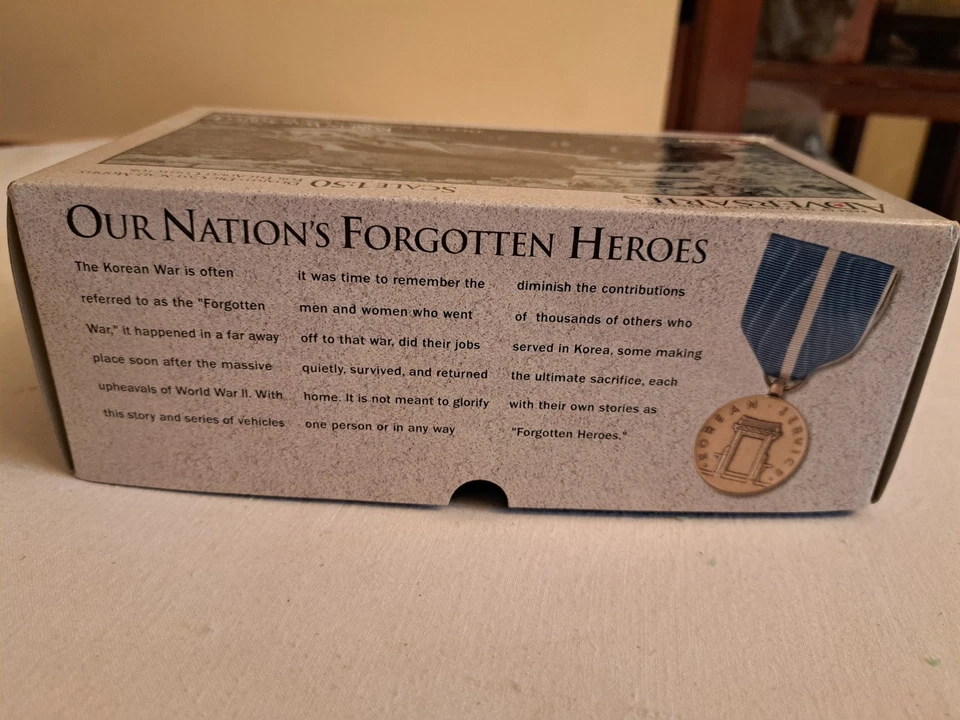 SCALE 1:50
ADVERSARIES
OUR NATION'S FORGOTTEN HEROES
The Korean War is often
referred to as the "Forgotten
War," it happened in a far away
place soon after the massive
upheavals of World War II. With
this story and series of vehicles
it was time to remember the
men and women who went
off to that war, did their jobs
quietly, survived, and returned
home. It is not meant to glorify
one person or in any way
diminish the contributions
of thousands of others who
served in Korea, some making
the ultimate sacrifice, each
with their own stories as
"Forgotten Heroes."
KOREAN SERVICE